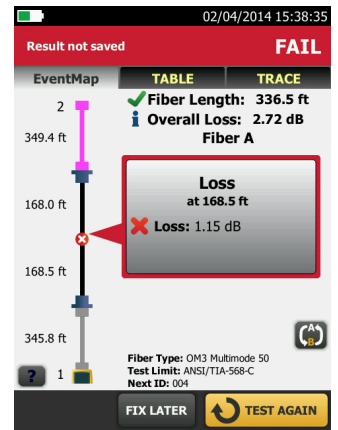 02/04/2014 15:38:35
Result not saved
FAIL
EventMap
TABLE
TRACE
2
349.4 ft
168.0 ft
168.5 ft
345.8 ft
? 1
Fiber Length: 336.5 ft
i Overall Loss: 2.72 dB
Fiber A
Loss
at 168.5 ft
Loss: 1.15 dB
A
B
Fiber Type: OM3 Multimode 50
Test Limit: ANSI/TIA-568-C
Next ID: 004
FIX LATER
TEST AGAIN